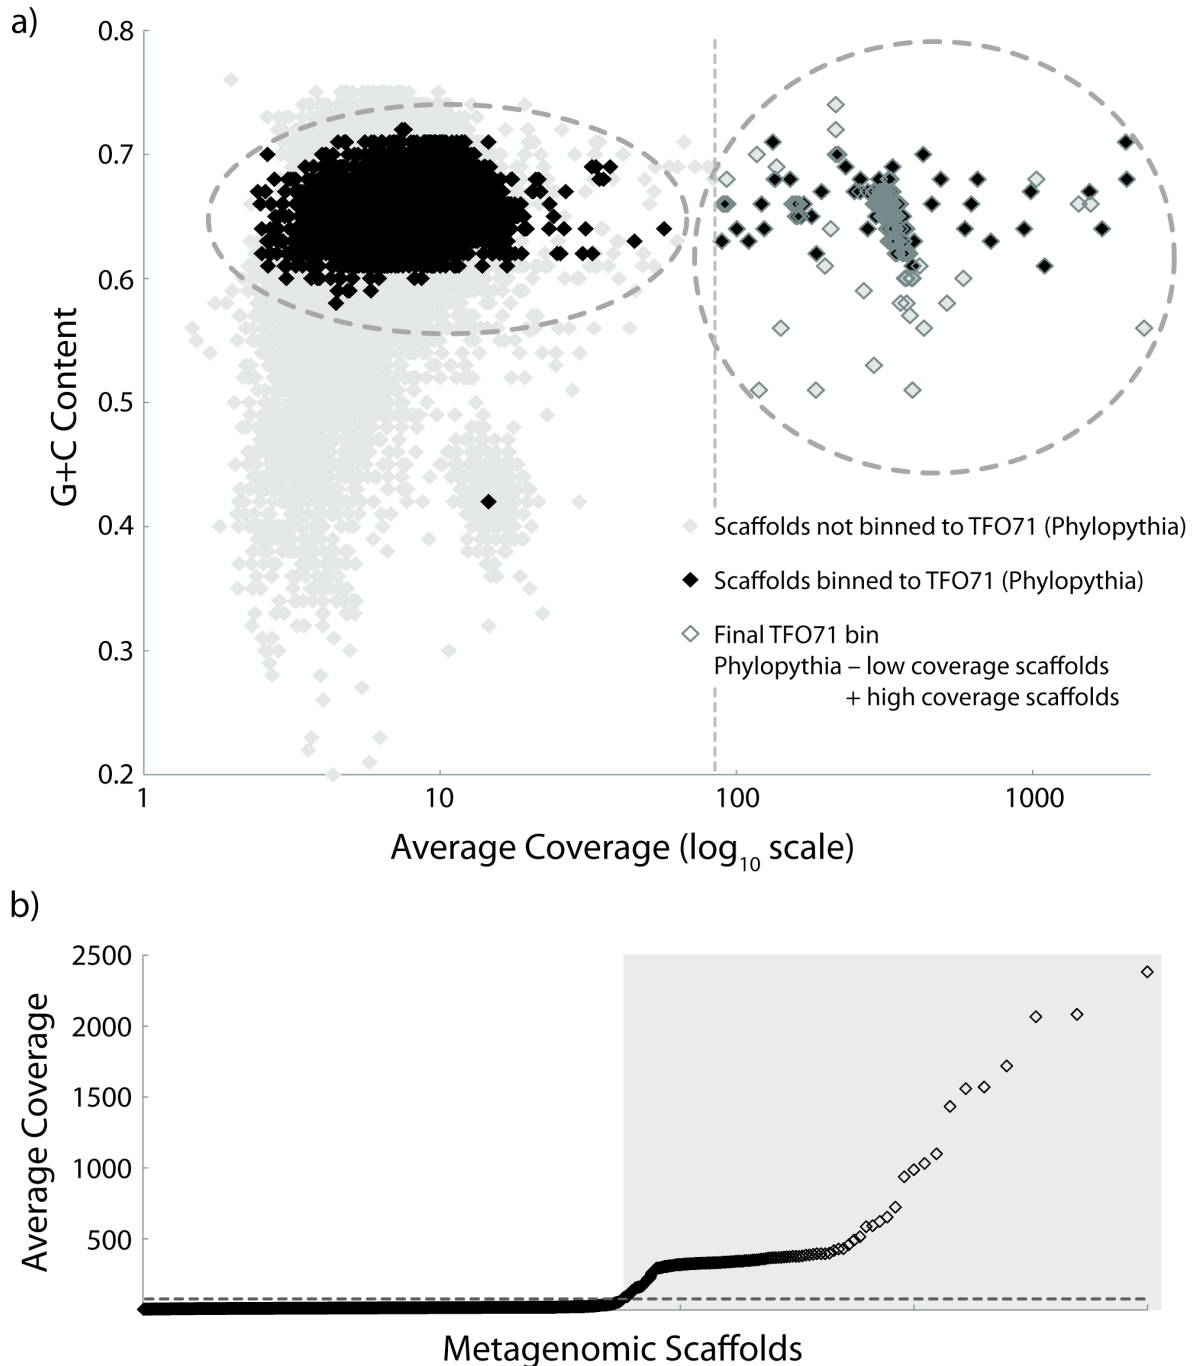 a)
0.8
0.7
0.6
0.5
0.4
0.3
0.2
G+C Content
Scaffolds not binned to TFO71 (Phylopythia)
Scaffolds binned to TFO71 (Phylopythia)
Final TFO71 bin
Phylopythia – low coverage scaffolds
+ high coverage scaffolds
1 10 100 1000
Average Coverage (log10 scale)
b)
2500
2000
1500
1000
500
Average Coverage
Metagenomic Scaffolds